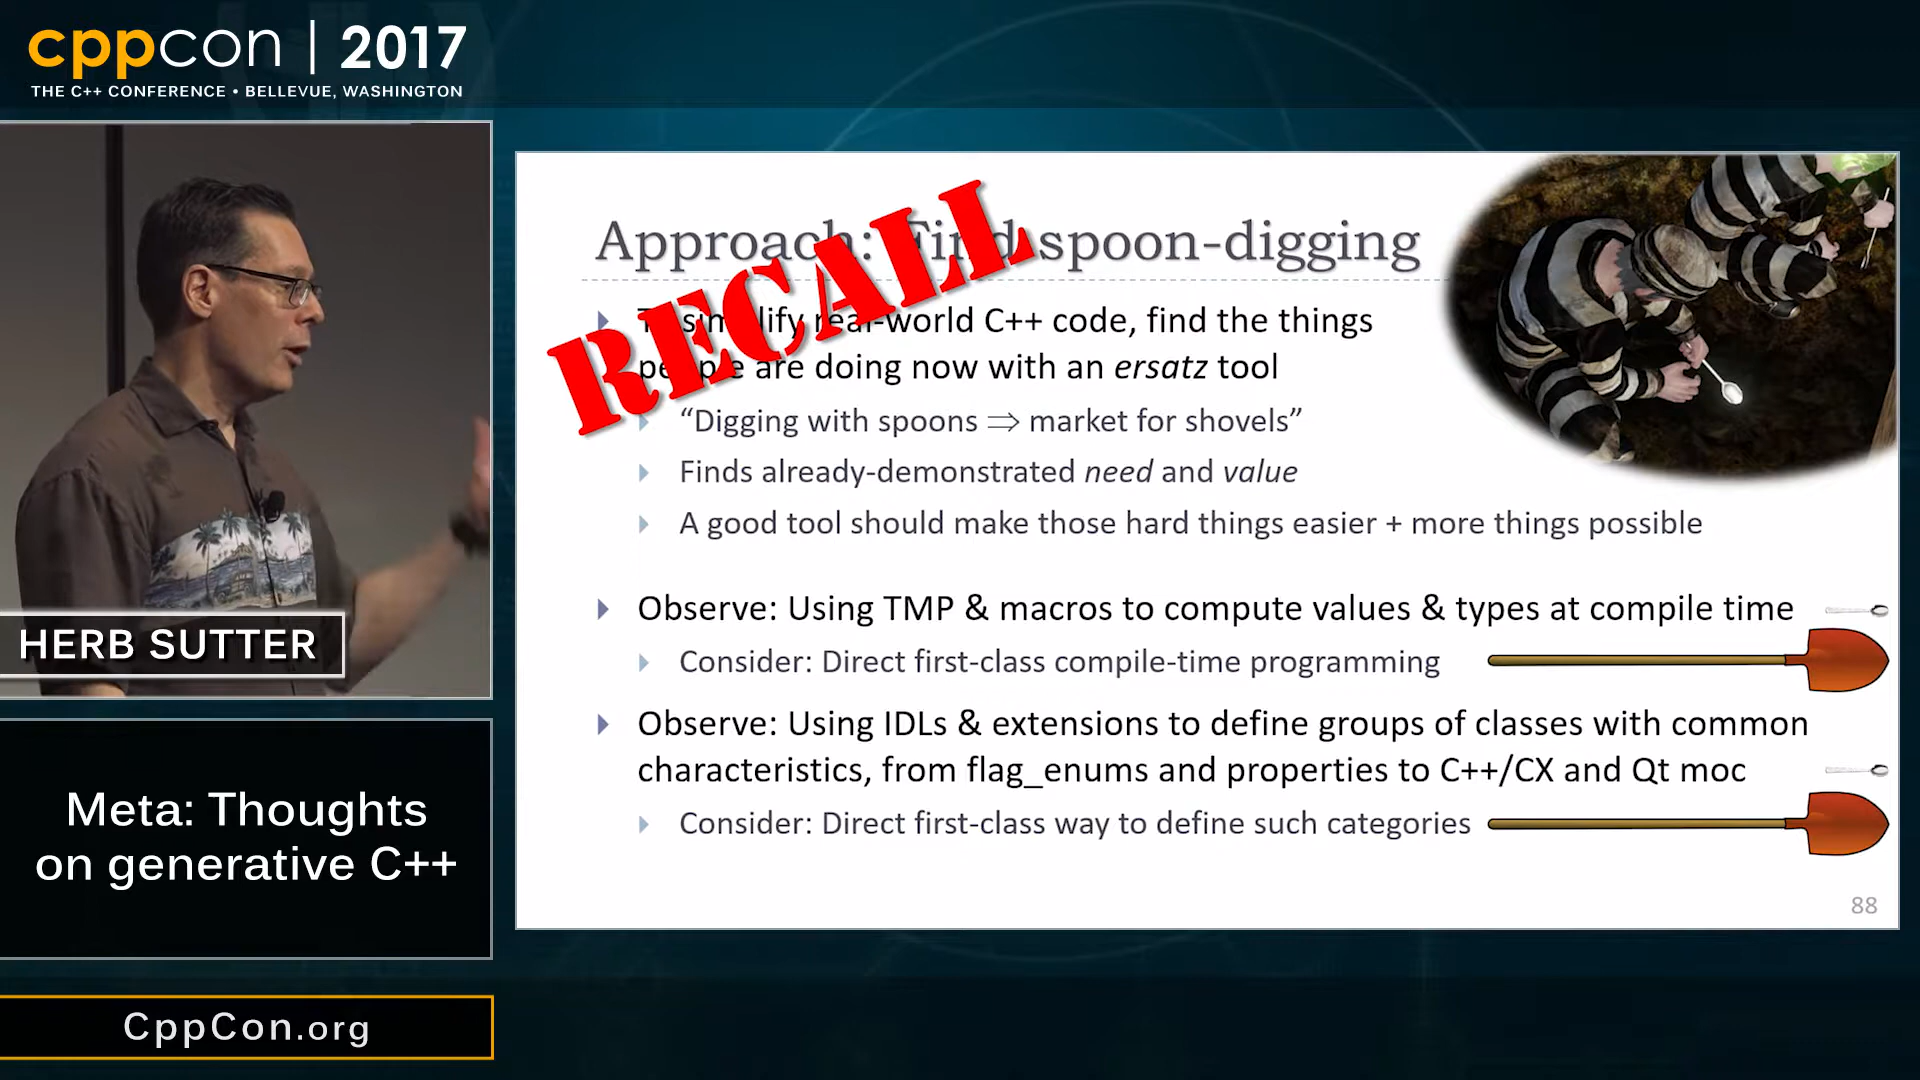 cppcon | 2017
THE C++ CONFERENCE • BELLEVUE, WASHINGTON
HERB SUTTER
Meta: Thoughts
on generative C++
CppCon.org
Approach: Find spoon-digging
RECALL
To simplify real-world C++ code, find the things
people are doing now with an ersatz tool
“Digging with spoons ⇒ market for shovels”
Finds already-demonstrated need and value
A good tool should make those hard things easier + more things possible
Observe: Using TMP & macros to compute values & types at compile time
Consider: Direct first-class compile-time programming
Observe: Using IDLs & extensions to define groups of classes with common
characteristics, from flag_enums and properties to C++/CX and Qt moc
Consider: Direct first-class way to define such categories
88